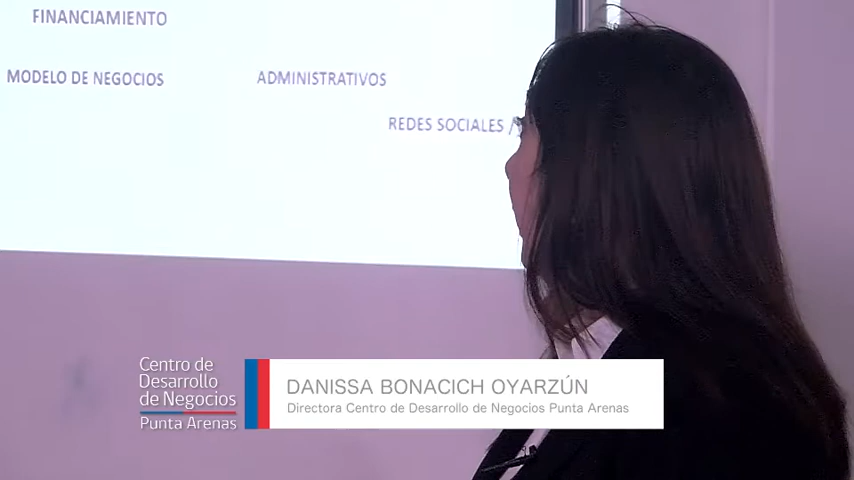 FINANCIAMIENTO
MODELO DE NEGOCIOS
ADMINISTRATIVOS
REDES SOCIALES /
Centro de
Desarrollo
de Negocios
Punta Arenas
DANISSA BONACICH OYARZÚN
Directora Centro de Desarrollo de Negocios Punta Arenas